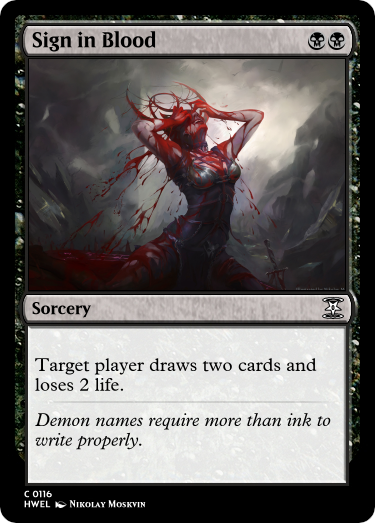 Sign in Blood
Sorcery
Target player draws two cards and
loses 2 life.
Demon names require more than ink to
write properly.
C 0116
HWEL Nikolay Moskvin